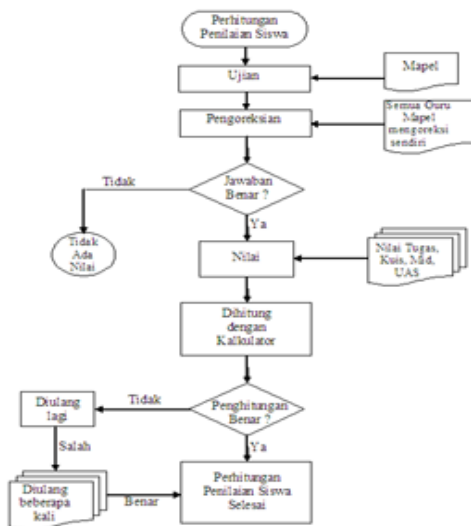 Perhitungan
Penilaian Siswa
Ujian
Mapel
Pengoreksian
Semua Guru
Mapel
mengoreksi
sendiri
Jawaban
Benar ?
Tidak
Tidak
Ada
Nilai
Ya
Nilai
Nilai Tugas,
Kuis, Mid,
UAS
Dihitung
dengan
Kalkulator
Penghitungan
Benar ?
Tidak
Diulang
lagi
Salah
Ya
Diulang
beberapa
kali
Benar
Perhitungan
Penilaian Siswa
Selesai